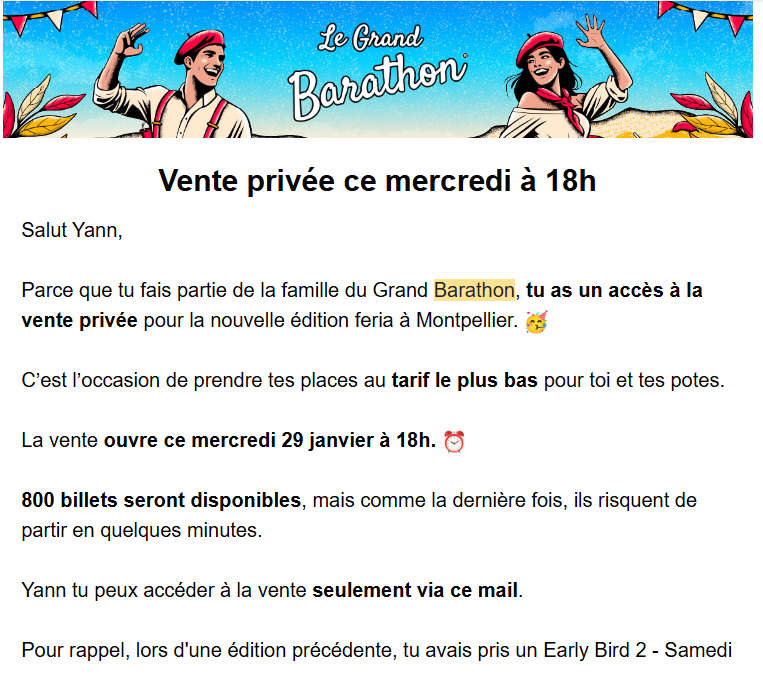 Le Grand
Barathon
Vente privée ce mercredi à 18h
Salut Yann,
Parce que tu fais partie de la famille du Grand Barathon, tu as un accès à la
vente privée pour la nouvelle édition feria à Montpellier. 🥳
C’est l’occasion de prendre tes places au tarif le plus bas pour toi et tes potes.
La vente ouvre ce mercredi 29 janvier à 18h. ⏰
800 billets seront disponibles, mais comme la dernière fois, ils risquent de
partir en quelques minutes.
Yann tu peux accéder à la vente seulement via ce mail.
Pour rappel, lors d'une édition précédente, tu avais pris un Early Bird 2 - Samedi